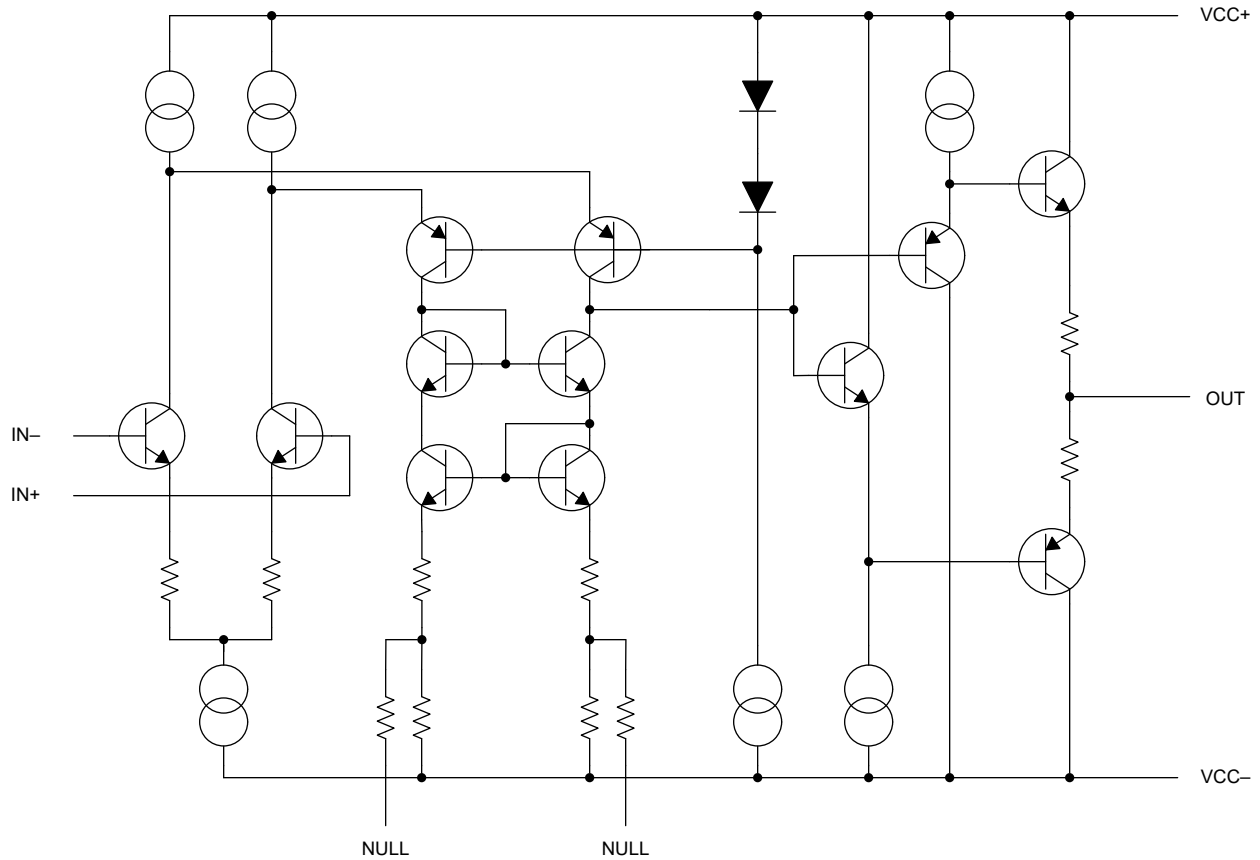 VCC+
OUT
IN–
IN+
VCC–
NULL
NULL